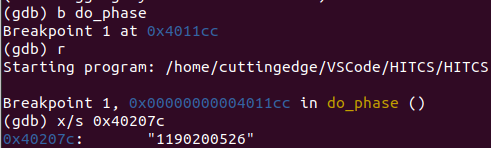 (gdb) b do_phase
Breakpoint 1 at 0x4011cc
(gdb) r
Starting program: /home/cuttingedge/VSCode/HITCS/HITCS
Breakpoint 1, 0x00000000004011cc in do_phase ()
(gdb) x/s 0x40207c
0x40207c: "1190200526"